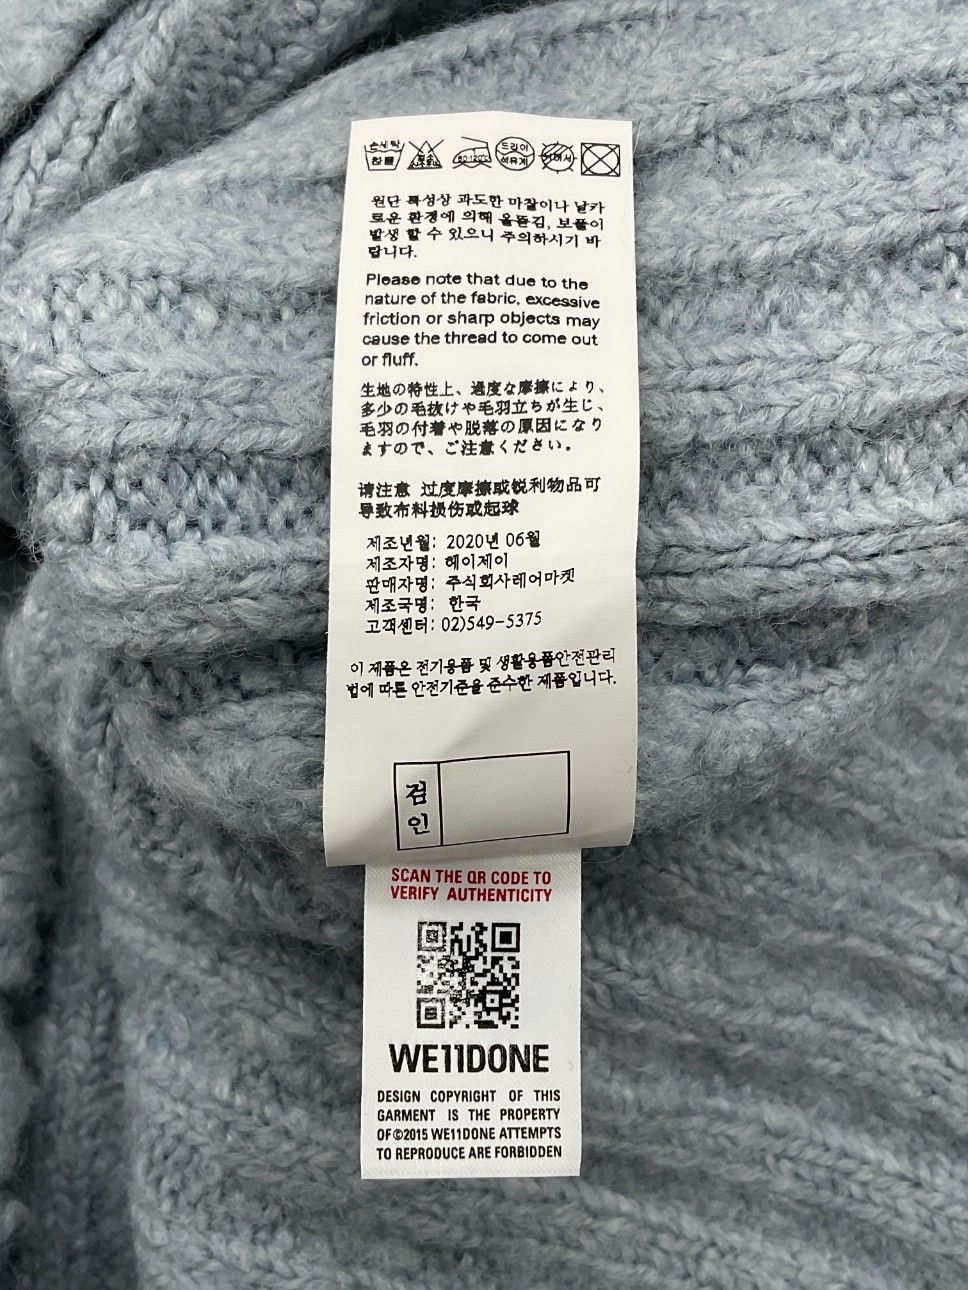 손세탁
80-120℃
드라이
석유계
원단 특성상 과도한 마찰이나 날카
로운 환경에 의해 올뜯김, 보풀이
발생 할 수 있으니 주의하시기 바
랍니다.
Please note that due to the
nature of the fabric, excessive
friction or sharp objects may
cause the thread to come out
or fluff.
生地の特性上、過度な摩擦により、
多少の毛抜けや毛羽立ちが生じ、
毛羽の付着や脱落の原因になり
ますので、ご注意ください。
请注意 过度摩擦或锐利物品可
导致布料损伤或起球
제조년월: 2020년 06월
제조자명: 헤이제이
판매자명: 주식회사레어마켓
제조국명: 한국
고객센터: 02)549-5375
이 제품은 전기용품 및 생활용품안전관리
법에 따른 안전기준을 준수한 제품입니다.
검
인
SCAN THE QR CODE TO
VERIFY AUTHENTICITY
WE11DONE
DESIGN COPYRIGHT OF THIS
GARMENT IS THE PROPERTY
OF©2015 WE11DONE ATTEMPTS
TO REPRODUCE ARE FORBIDDEN